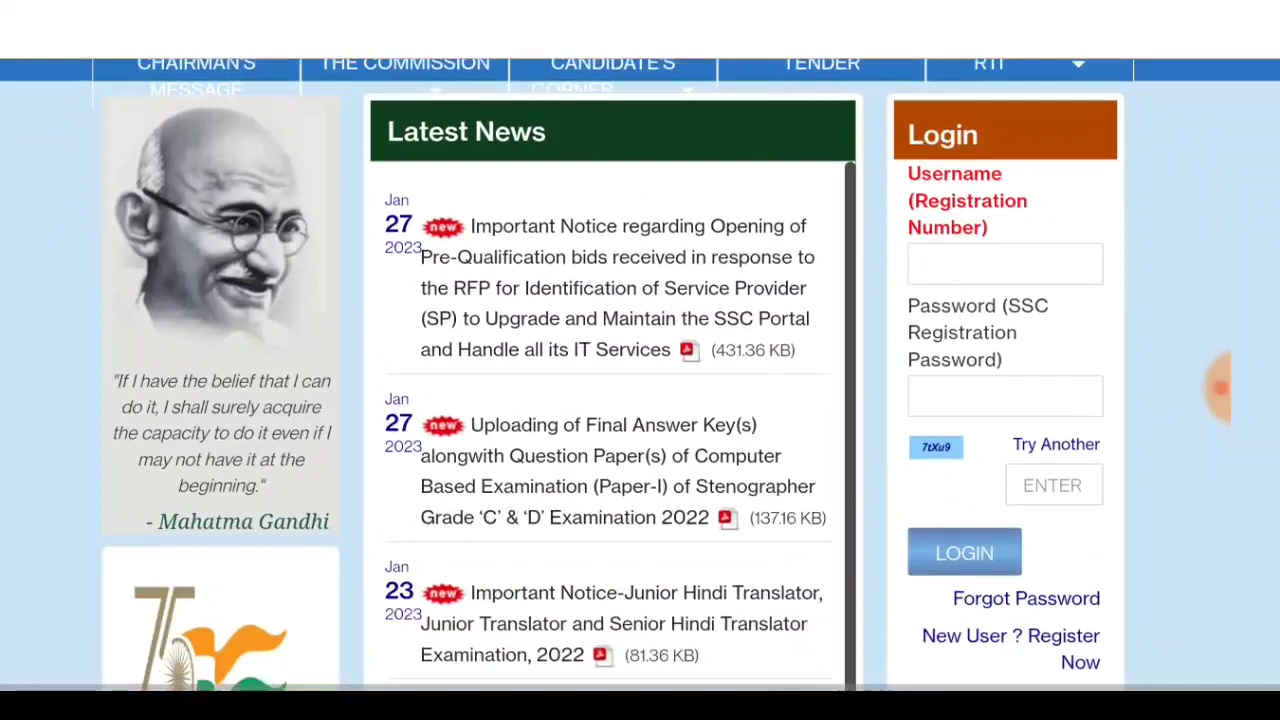 CHAIRMAN'S
MESSAGE
THE COMMISSION
CANDIDATE'S
CORNER
TENDER
RTI
"If I have the belief that I can
do it, I shall surely acquire
the capacity to do it even if I
may not have it at the
beginning."
- Mahatma Gandhi
75
Latest News
Jan
27
2023
new Important Notice regarding Opening of
Pre-Qualification bids received in response to
the RFP for Identification of Service Provider
(SP) to Upgrade and Maintain the SSC Portal
and Handle all its IT Services (431.36 KB)
Jan
27
2023
new Uploading of Final Answer Key(s)
alongwith Question Paper(s) of Computer
Based Examination (Paper-I) of Stenographer
Grade ‘C’ & ‘D’ Examination 2022 (137.16 KB)
Jan
23
2023
new Important Notice-Junior Hindi Translator,
Junior Translator and Senior Hindi Translator
Examination, 2022 (81.36 KB)
Login
Username
(Registration
Number)
Password (SSC
Registration
Password)
7tXu9
Try Another
ENTER
LOGIN
Forgot Password
New User ? Register
Now